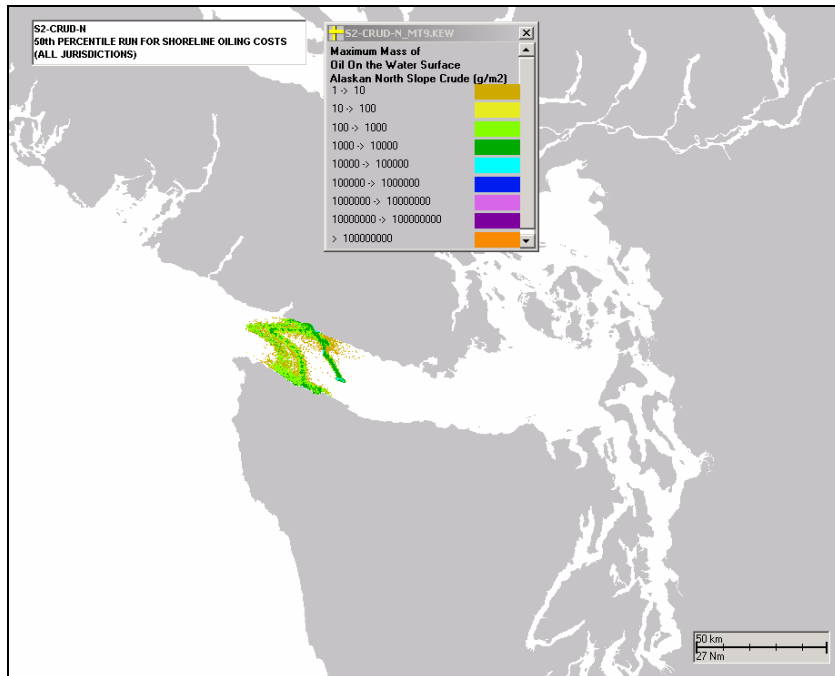 S2-CRUD-N
50th PERCENTILE RUN FOR SHORELINE OILING COSTS
(ALL JURISDICTIONS)
S2-CRUD-N_MT9.KEW
Maximum Mass of
Oil On the Water Surface
Alaskan North Slope Crude (g/m2)
1 -> 10
10 -> 100
100 -> 1000
1000 -> 10000
10000 -> 100000
100000 -> 1000000
1000000 -> 10000000
10000000 -> 100000000
> 100000000
50 km
27 Nm